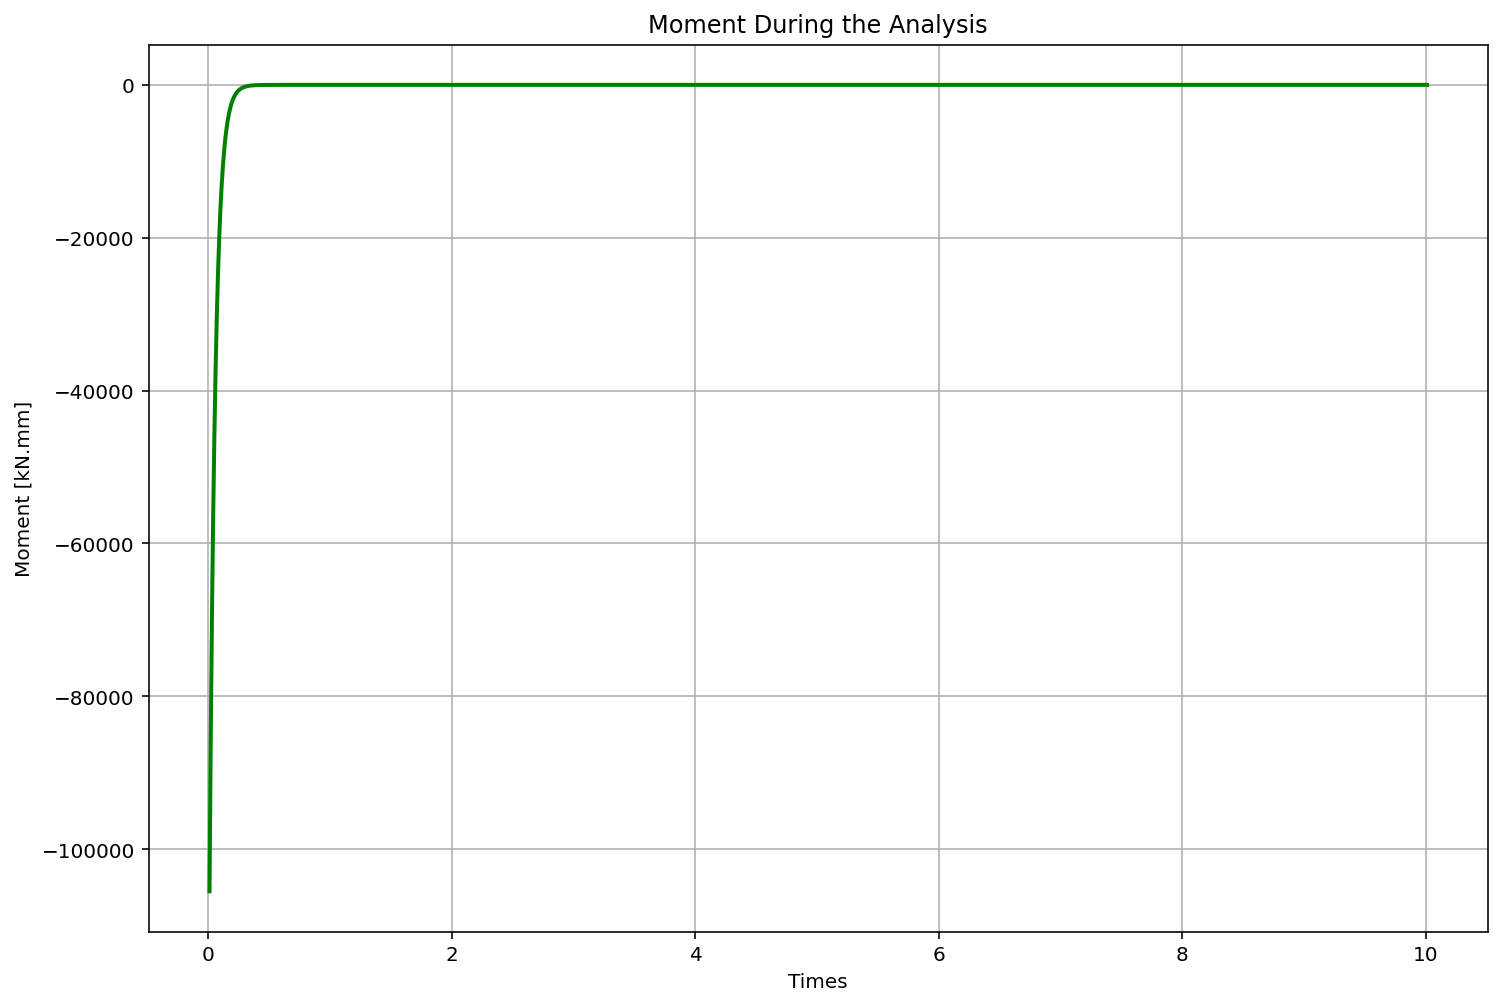 Moment During the Analysis
0
−20000
−40000
−60000
−80000
−100000
Moment [kN.mm]
0 2 4 6 8 10
Times